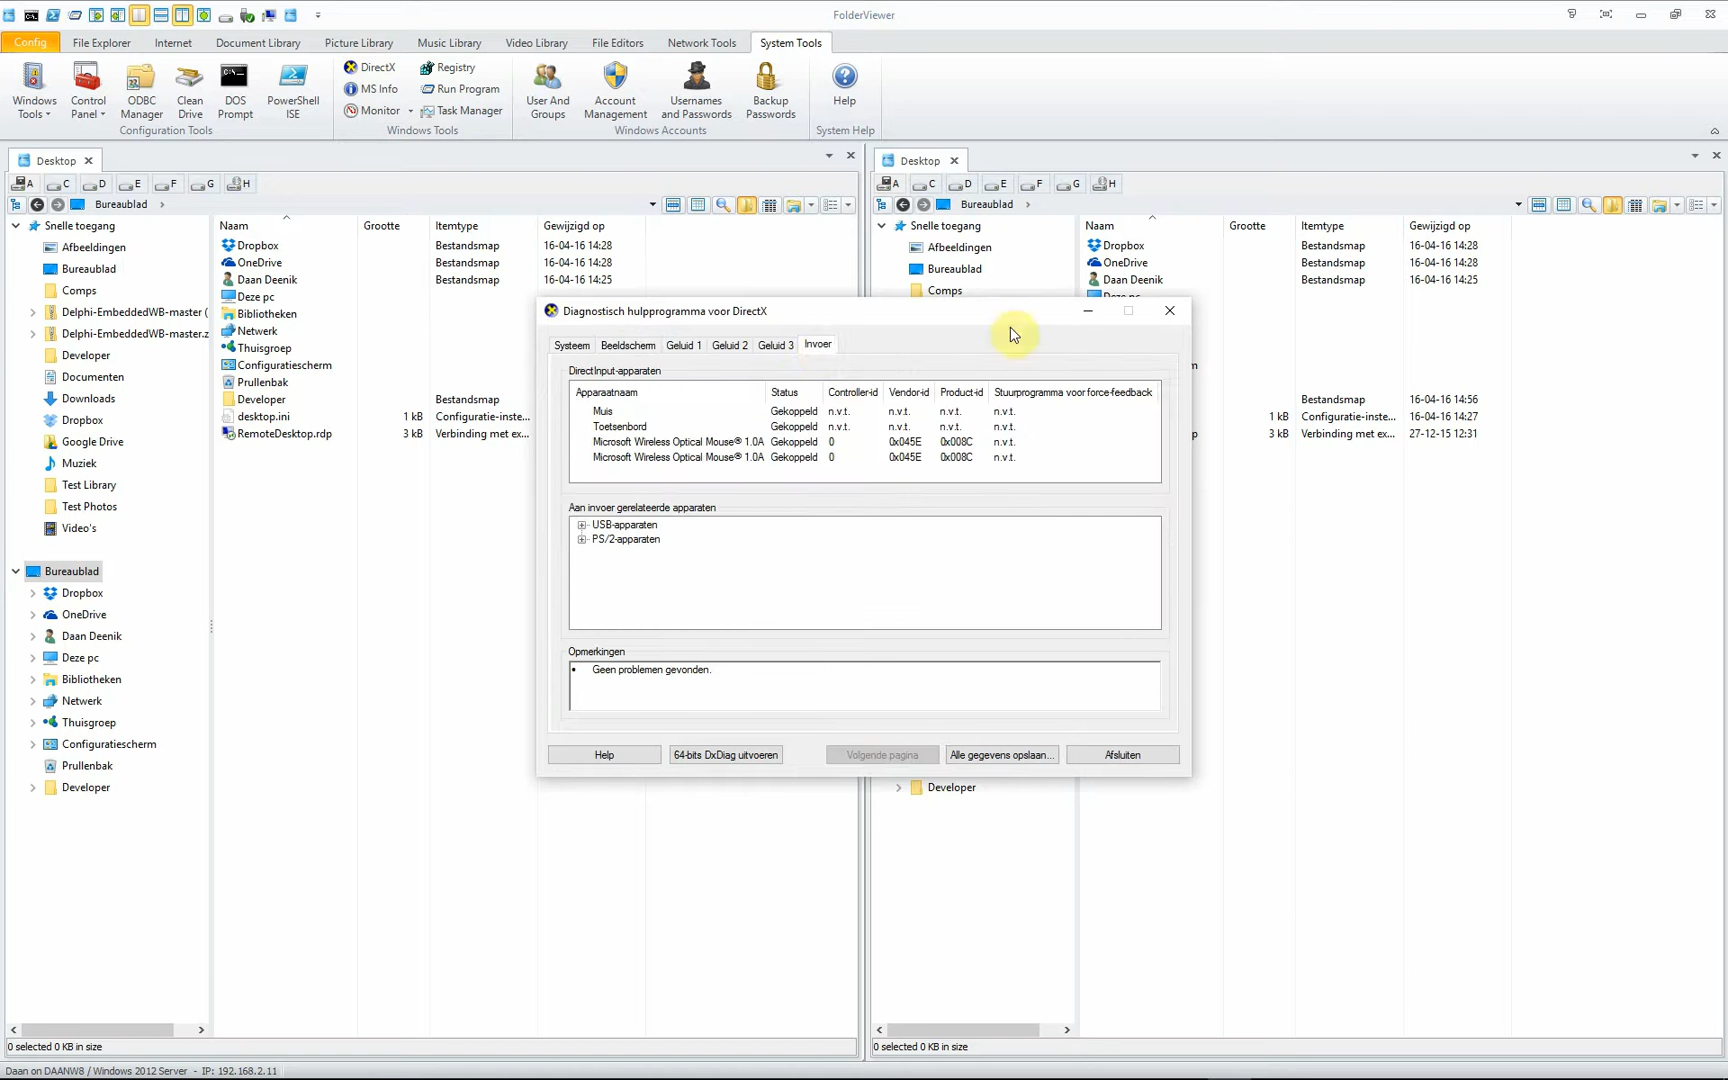 FolderViewer
Config File Explorer Internet Document Library Picture Library Music Library Video Library File Editors Network Tools System Tools
Windows Tools
Control Panel
ODBC Manager
Clean Drive
DOS Prompt
PowerShell ISE
Configuration Tools
DirectX Registry
MS Info Run Program
Monitor Task Manager
Windows Tools
User And Groups
Account Management
Usernames and Passwords
Backup Passwords
Windows Accounts
Help
System Help
Desktop
A C D E F G H
Bureaublad
Snelle toegang
Afbeeldingen
Bureaublad
Comps
Delphi-EmbeddedWB-master (
Delphi-EmbeddedWB-master.z
Developer
Documenten
Downloads
Dropbox
Google Drive
Muziek
Test Library
Test Photos
Video's
Bureaublad
Dropbox
OneDrive
Daan Deenik
Deze pc
Bibliotheken
Netwerk
Thuisgroep
Configuratiescherm
Prullenbak
Developer
Naam Grootte Itemtype Gewijzigd op
Dropbox Bestandsmap 16-04-16 14:28
OneDrive Bestandsmap 16-04-16 14:28
Daan Deenik Bestandsmap 16-04-16 14:25
Deze pc
Bibliotheken
Netwerk
Thuisgroep
Configuratiescherm
Prullenbak
Developer Bestandsmap
desktop.ini 1 kB Configuratie-inste...
RemoteDesktop.rdp 3 kB Verbinding met ex...
0 selected 0 KB in size
Diagnostisch hulpprogramma voor DirectX
Systeem Beeldscherm Geluid 1 Geluid 2 Geluid 3 Invoer
DirectInput-apparaten
Apparaatnaam Status Controller-id Vendor-id Product-id Stuurprogramma voor force-feedback
Muis Gekoppeld n.v.t. n.v.t. n.v.t. n.v.t.
Toetsenbord Gekoppeld n.v.t. n.v.t. n.v.t. n.v.t.
Microsoft Wireless Optical Mouse® 1.0A Gekoppeld 0 0x045E 0x008C n.v.t.
Microsoft Wireless Optical Mouse® 1.0A Gekoppeld 0 0x045E 0x008C n.v.t.
Aan invoer gerelateerde apparaten
USB-apparaten
PS/2-apparaten
Opmerkingen
• Geen problemen gevonden.
Help 64-bits DxDiag uitvoeren Volgende pagina Alle gegevens opslaan... Afsluiten
Desktop
A C D E F G H
Bureaublad
Snelle toegang
Afbeeldingen
Bureaublad
Comps
Developer
Naam Grootte Itemtype Gewijzigd op
Dropbox Bestandsmap 16-04-16 14:28
OneDrive Bestandsmap 16-04-16 14:28
Daan Deenik Bestandsmap 16-04-16 14:25
Bestandsmap 16-04-16 14:56
1 kB Configuratie-inste... 16-04-16 14:27
3 kB Verbinding met ex... 27-12-15 12:31
0 selected 0 KB in size
Daan on DAANW8 / Windows 2012 Server - IP: 192.168.2.11